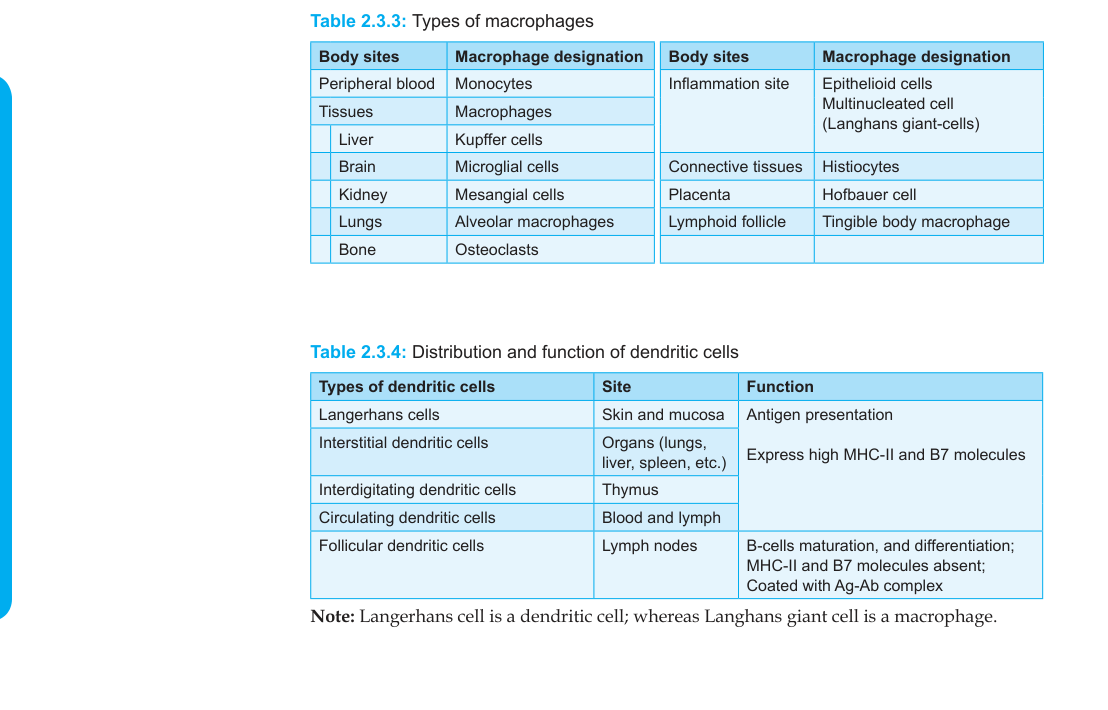 Table 2.3.3: Types of macrophages
Body sites Macrophage designation Body sites Macrophage designation
Peripheral blood Monocytes Inflammation site Epithelioid cells
Multinucleated cell
(Langhans giant-cells)
Tissues Macrophages
Liver Kupffer cells
Brain Microglial cells Connective tissues Histiocytes
Kidney Mesangial cells Placenta Hofbauer cell
Lungs Alveolar macrophages Lymphoid follicle Tingible body macrophage
Bone Osteoclasts
Table 2.3.4: Distribution and function of dendritic cells
Types of dendritic cells Site Function
Langerhans cells Skin and mucosa Antigen presentation
Interstitial dendritic cells Organs (lungs,
liver, spleen, etc.)
Express high MHC-II and B7 molecules
Interdigitating dendritic cells Thymus
Circulating dendritic cells Blood and lymph
Follicular dendritic cells Lymph nodes B-cells maturation, and differentiation;
MHC-II and B7 molecules absent;
Coated with Ag-Ab complex
Note: Langerhans cell is a dendritic cell; whereas Langhans giant cell is a macrophage.